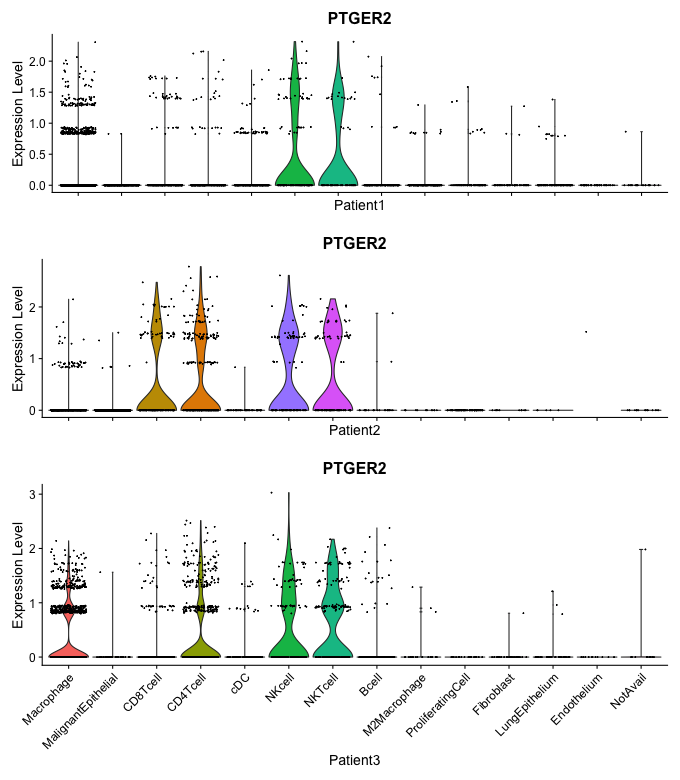 PTGER2
Expression Level
2.0
1.5
1.0
0.5
0.0
Patient1
PTGER2
Expression Level
2
1
0
Patient2
PTGER2
Expression Level
3
2
1
0
Macrophage
MalignantEpithelial
CD8Tcell
CD4Tcell
cDC
NKcell
NKTcell
Bcell
M2Macrophage
ProliferatingCell
Fibroblast
LungEpithelium
Endothelium
NotAvail
Patient3